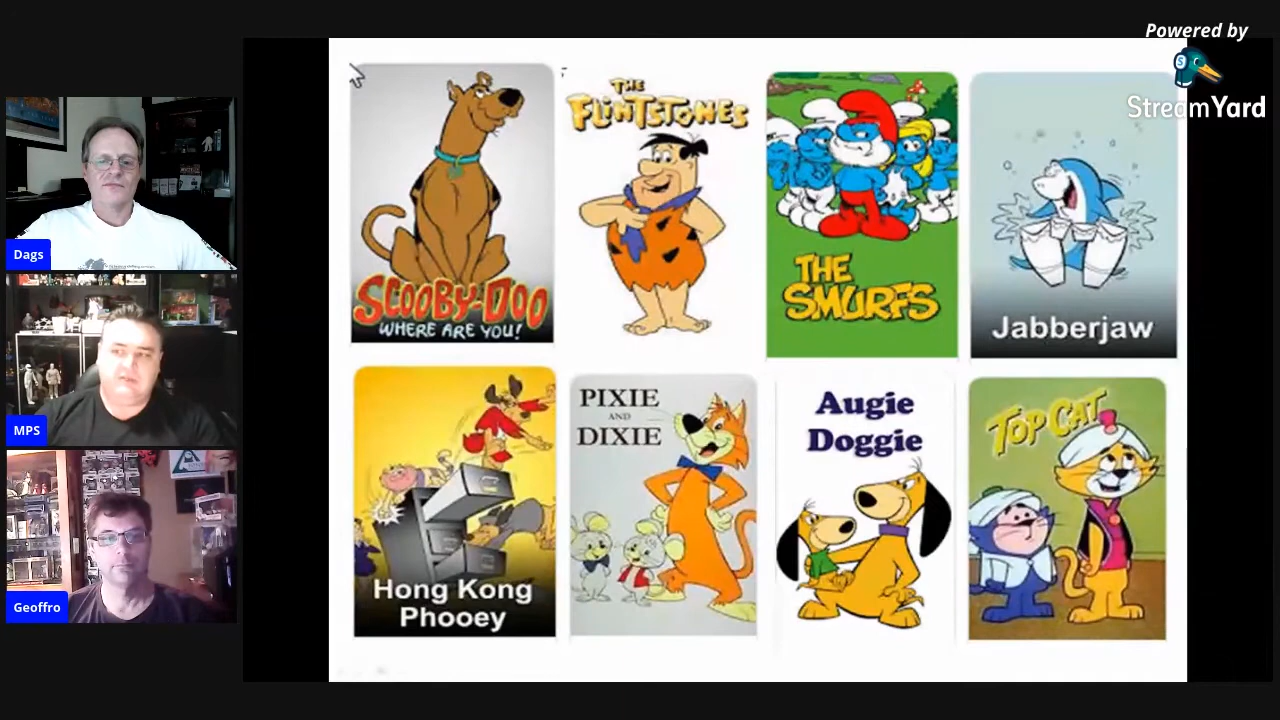 Powered by
StreamYard
Dags
MPS
Geoffro
SCOOBY-DOO
WHERE ARE YOU!
THE
FLINTSTONES
THE
SMURFS
Jabberjaw
Hong Kong
Phooey
PIXIE
AND
DIXIE
Augie
Doggie
TOP CAT